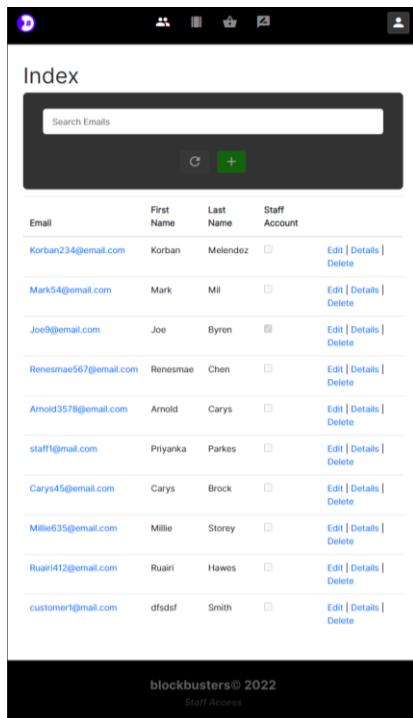 Index
Search Emails
Email First Name Last Name Staff Account
Korban234@email.com Korban Melendez Edit | Details | Delete
Mark54@email.com Mark Mil Edit | Details | Delete
Joe9@email.com Joe Byren Edit | Details | Delete
Renesmae567@email.com Renesmae Chen Edit | Details | Delete
Arnold3578@email.com Arnold Carys Edit | Details | Delete
staff1@mail.com Priyanka Parkes Edit | Details | Delete
Carys45@email.com Carys Brock Edit | Details | Delete
Millie635@email.com Millie Storey Edit | Details | Delete
Ruairi412@email.com Ruairi Hawes Edit | Details | Delete
customer1@mail.com dfsdsf Smith Edit | Details | Delete
blockbusters© 2022
Staff Access